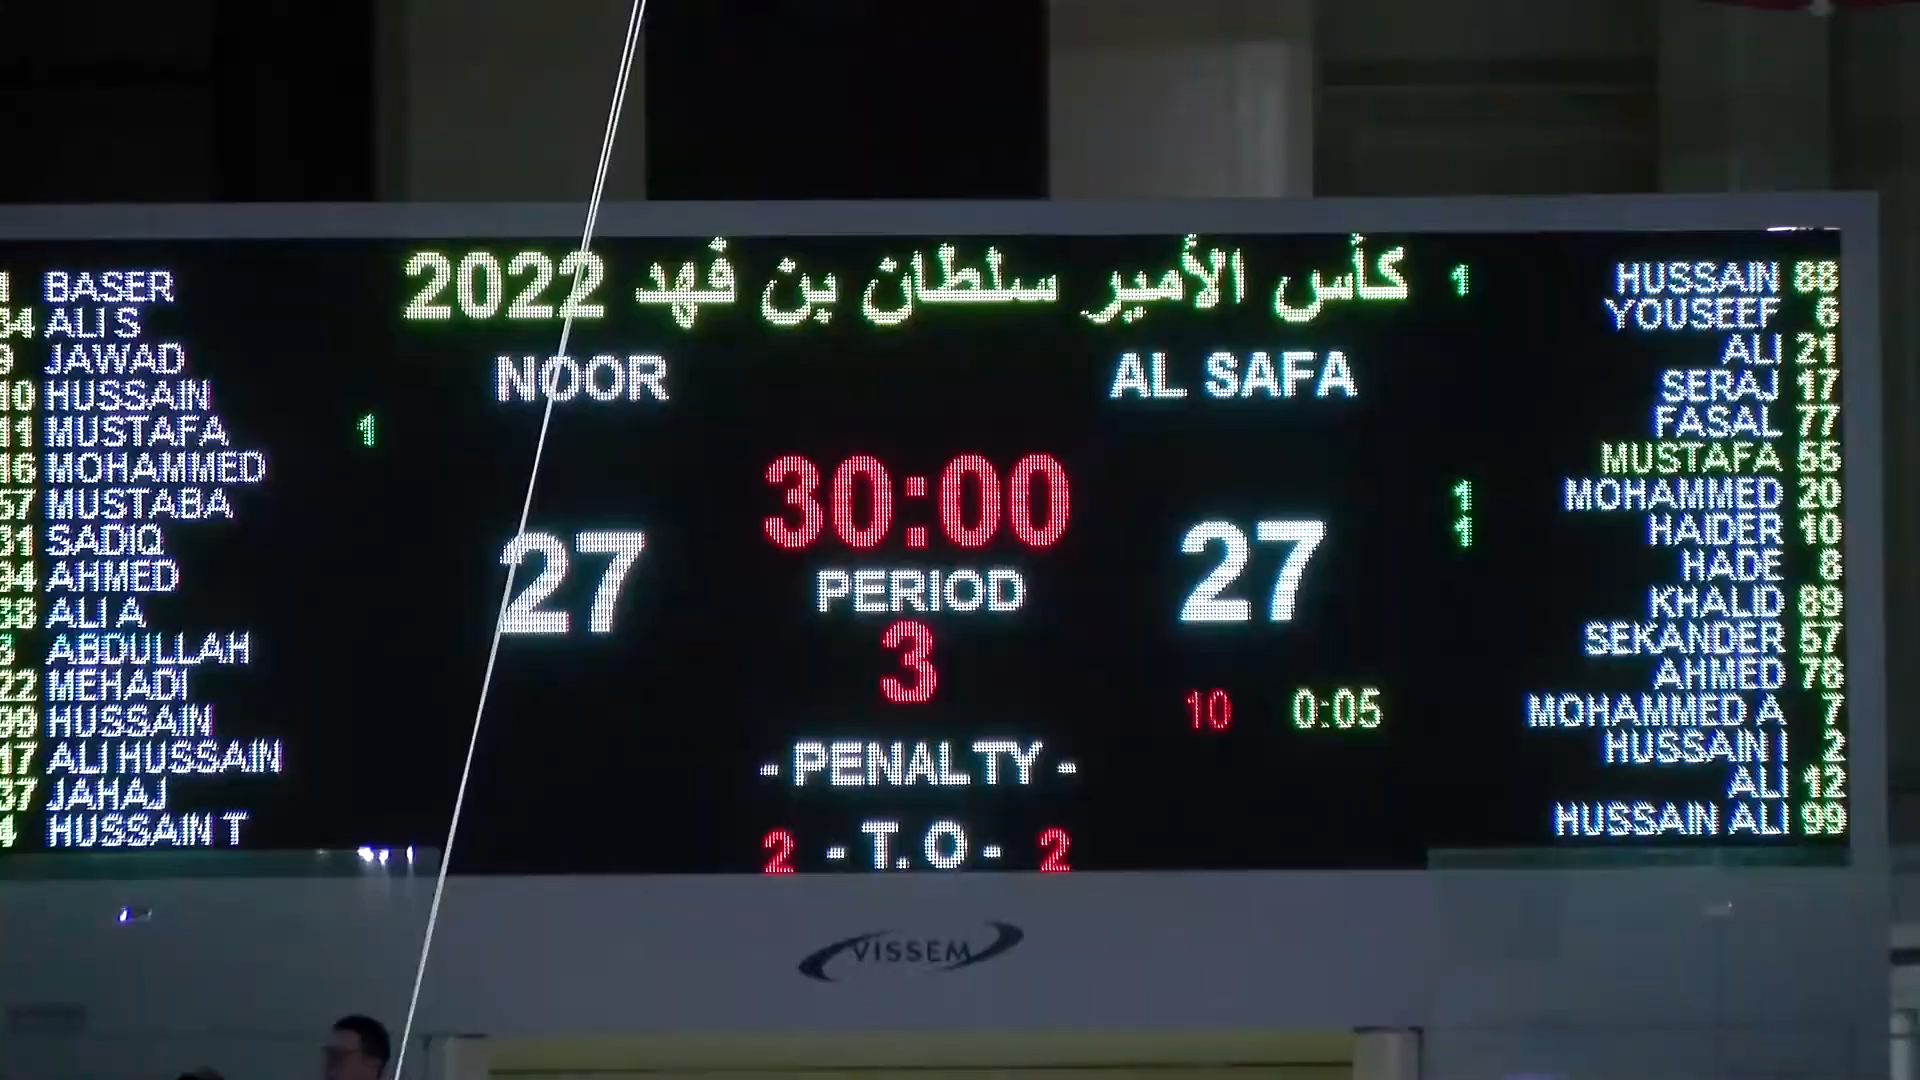 كأس الأمير سلطان بن فهد 2022
NOOR
AL SAFA
30:00
27
27
PERIOD
3
10 0:05
- PENALTY -
2 - T.O - 2
BASER
34 ALI S
9 JAWAD
10 HUSSAIN
11 MUSTAFA 1
16 MOHAMMED
57 MUSTABA
31 SADIQ
94 AHMED
ALI A
ABDULLAH
22 MEHADI
99 HUSSAIN
17 ALI HUSSAIN
37 JAHAJ
HUSSAIN T
1 HUSSAIN 88
YOUSEEF 6
ALI 21
SERAJ 17
FASAL 77
MUSTAFA 55
1 MOHAMMED 20
1 HAIDER 10
HADE 8
KHALID 89
SEKANDER 57
AHMED 78
MOHAMMED A 7
HUSSAIN I 2
ALI 12
HUSSAIN ALI 99
VISSEM